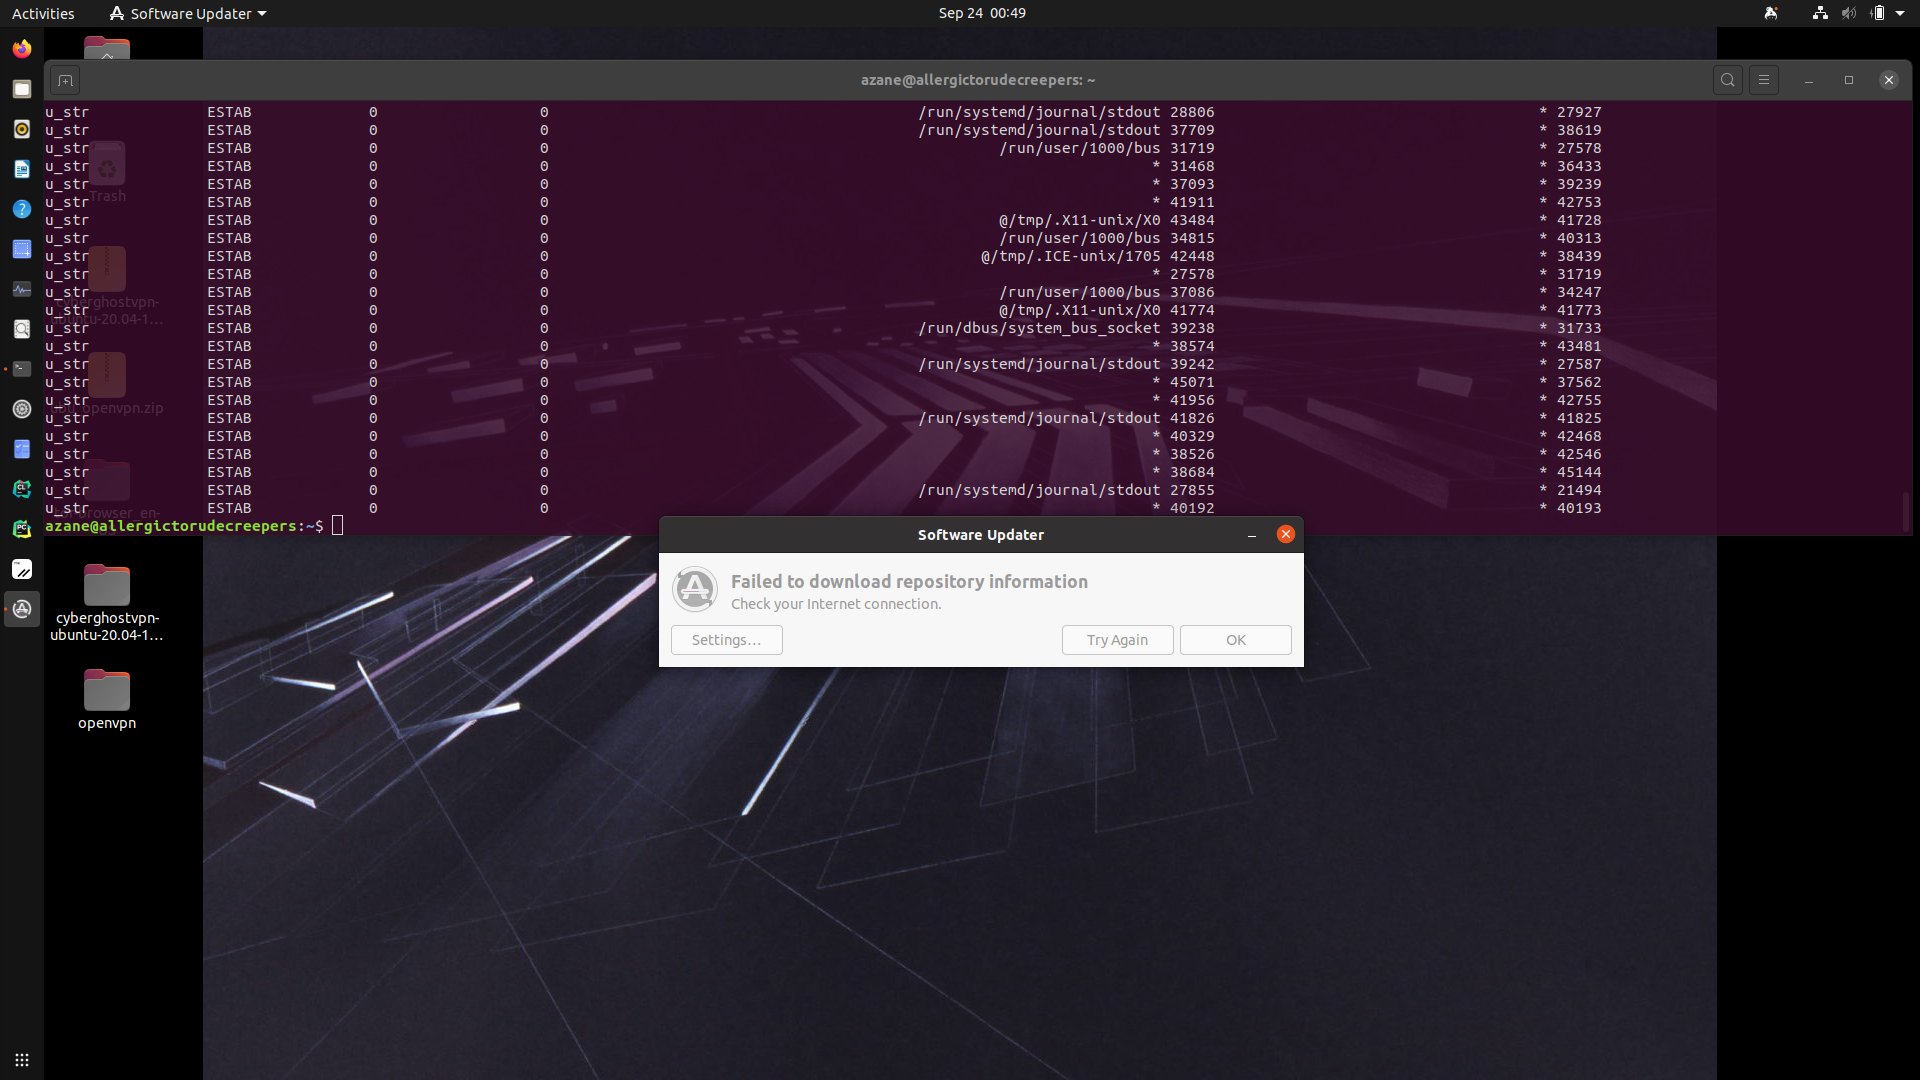 Activities Software Updater Sep 24 00:49
azane@allergictorudecreepers: ~
u_str ESTAB 0 0 /run/systemd/journal/stdout 28806 * 27927
u_str ESTAB 0 0 /run/systemd/journal/stdout 37709 * 38619
u_str ESTAB 0 0 /run/user/1000/bus 31719 * 27578
u_str ESTAB 0 0 * 31468 * 36433
u_str ESTAB 0 0 * 37093 * 39239
u_str ESTAB 0 0 * 41911 * 42753
u_str ESTAB 0 0 @/tmp/.X11-unix/X0 43484 * 41728
u_str ESTAB 0 0 /run/user/1000/bus 34815 * 40313
u_str ESTAB 0 0 @/tmp/.ICE-unix/1705 42448 * 38439
u_str ESTAB 0 0 * 27578 * 31719
u_str ESTAB 0 0 /run/user/1000/bus 37086 * 34247
u_str ESTAB 0 0 @/tmp/.X11-unix/X0 41774 * 41773
u_str ESTAB 0 0 /run/dbus/system_bus_socket 39238 * 31733
u_str ESTAB 0 0 * 38574 * 43481
u_str ESTAB 0 0 /run/systemd/journal/stdout 39242 * 27587
u_str ESTAB 0 0 * 45071 * 37562
u_str ESTAB 0 0 * 41956 * 42755
u_str ESTAB 0 0 /run/systemd/journal/stdout 41826 * 41825
u_str ESTAB 0 0 * 40329 * 42468
u_str ESTAB 0 0 * 38526 * 42546
u_str ESTAB 0 0 * 38684 * 45144
u_str ESTAB 0 0 /run/systemd/journal/stdout 27855 * 21494
u_str ESTAB 0 0 * 40192 * 40193
azane@allergictorudecreepers:~$
Trash
cyberghostvpn-
ubuntu-20.04-1...
openvpn.zip
Software Updater
Failed to download repository information
Check your Internet connection.
Settings... Try Again OK
cyberghostvpn-
ubuntu-20.04-1...
openvpn